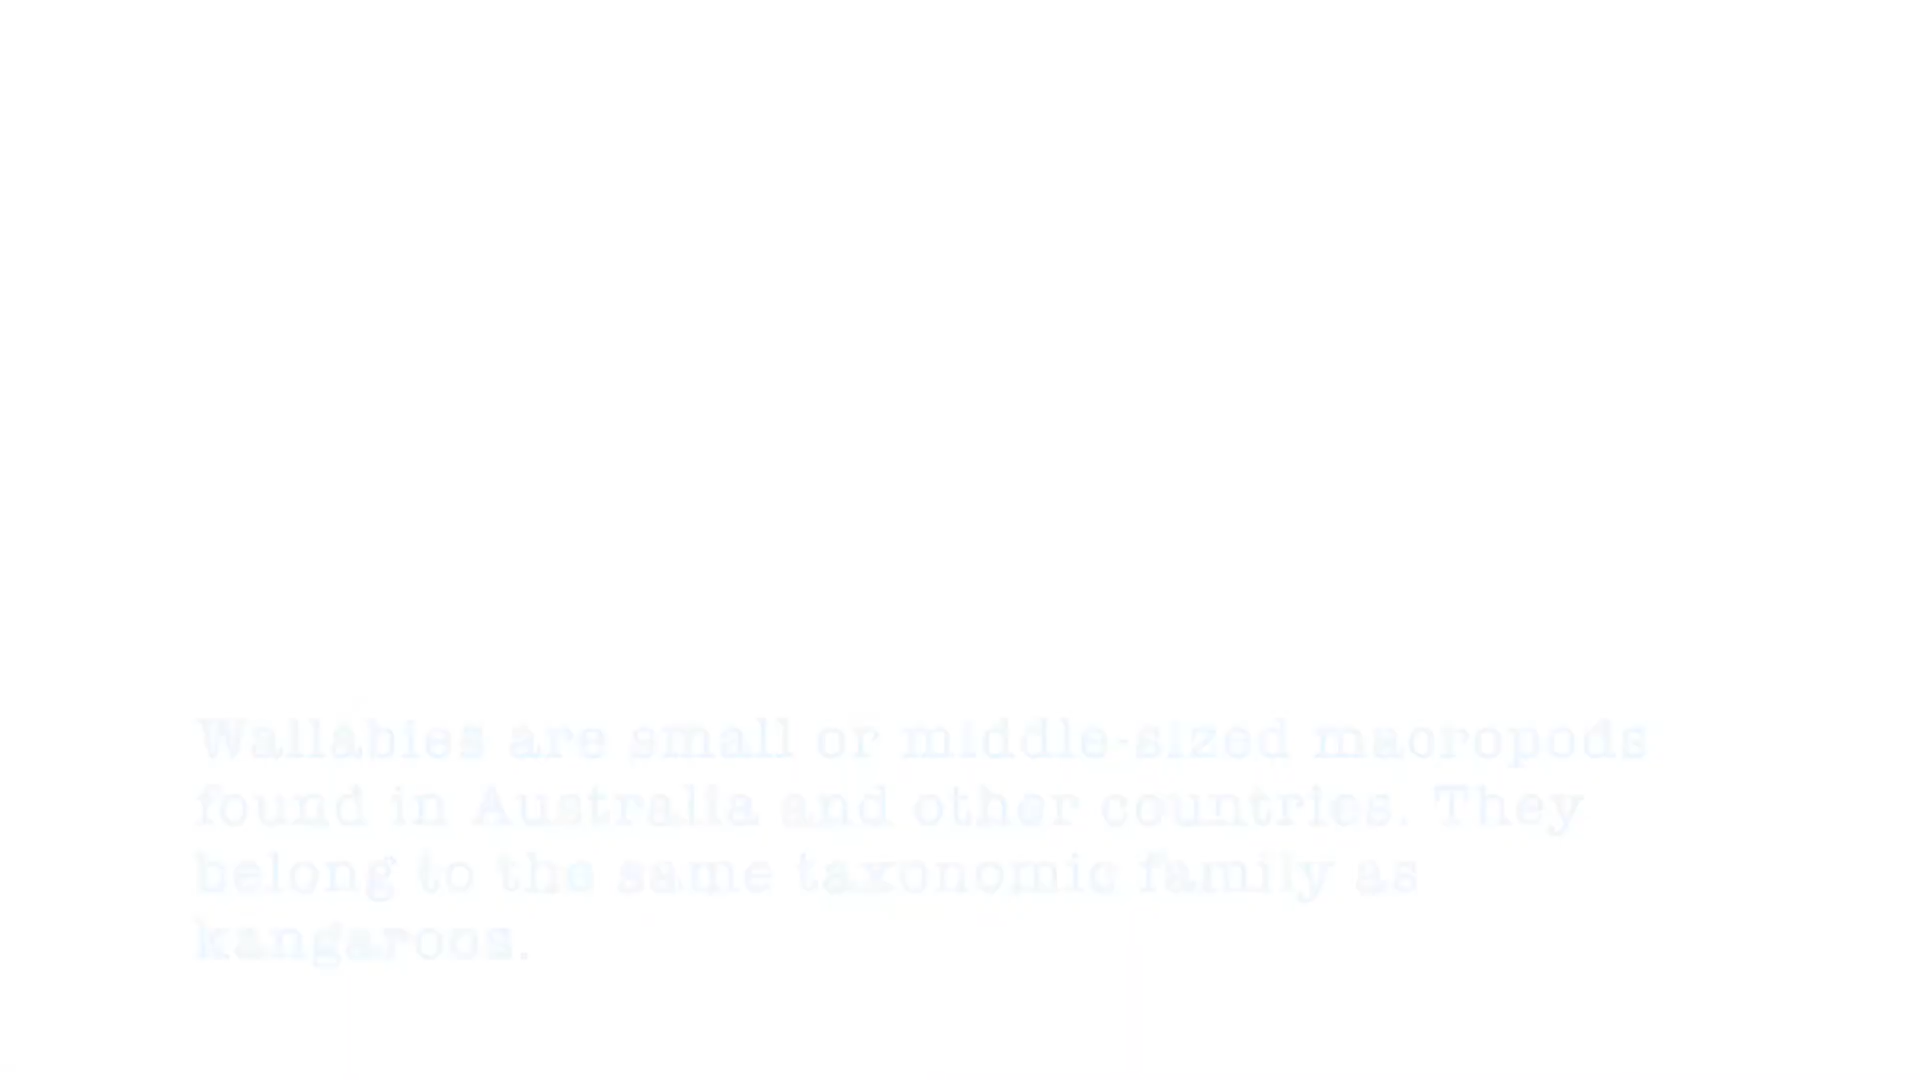 Wallabies are small or middle-sized macropods
found in Australia and other countries. They
belong to the same taxonomic family as
kangaroos.